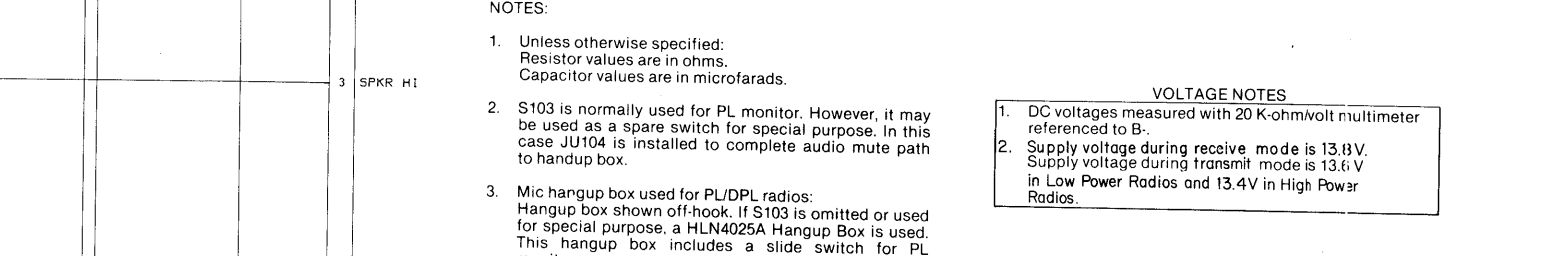 3 SPKR HI
NOTES:
1. Unless otherwise specified:
Resistor values are in ohms.
Capacitor values are in microfarads.
2. S103 is normally used for PL monitor. However, it may
be used as a spare switch for special purpose. In this
case JU104 is installed to complete audio mute path
to handup box.
3. Mic hangup box used for PL/DPL radios:
Hangup box shown off-hook. If S103 is omitted or used
for special purpose, a HLN4025A Hangup Box is used.
This hangup box includes a slide switch for PL
VOLTAGE NOTES
1. DC voltages measured with 20 K-ohm/volt multimeter
referenced to B-.
2. Supply voltage during receive mode is 13.8V.
Supply voltage during transmit mode is 13.6V
in Low Power Radios and 13.4V in High Power
Radios.